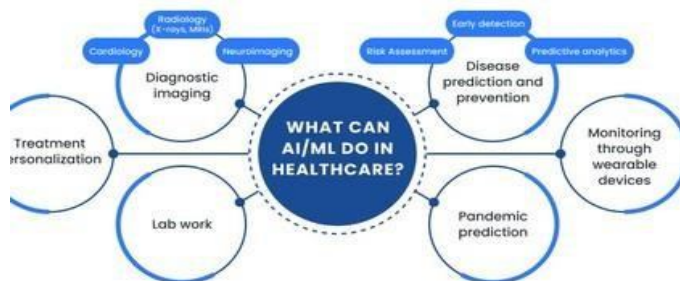 Radiology
(X-rays, MRIs)
Cardiology
Neuroimaging
Diagnostic
imaging
Early detection
Risk Assessment
Predictive analytics
Disease
prediction and
prevention
WHAT CAN
AI/ML DO IN
HEALTHCARE?
Treatment
ersonalization
Monitoring
through
wearable
devices
Lab work
Pandemic
prediction